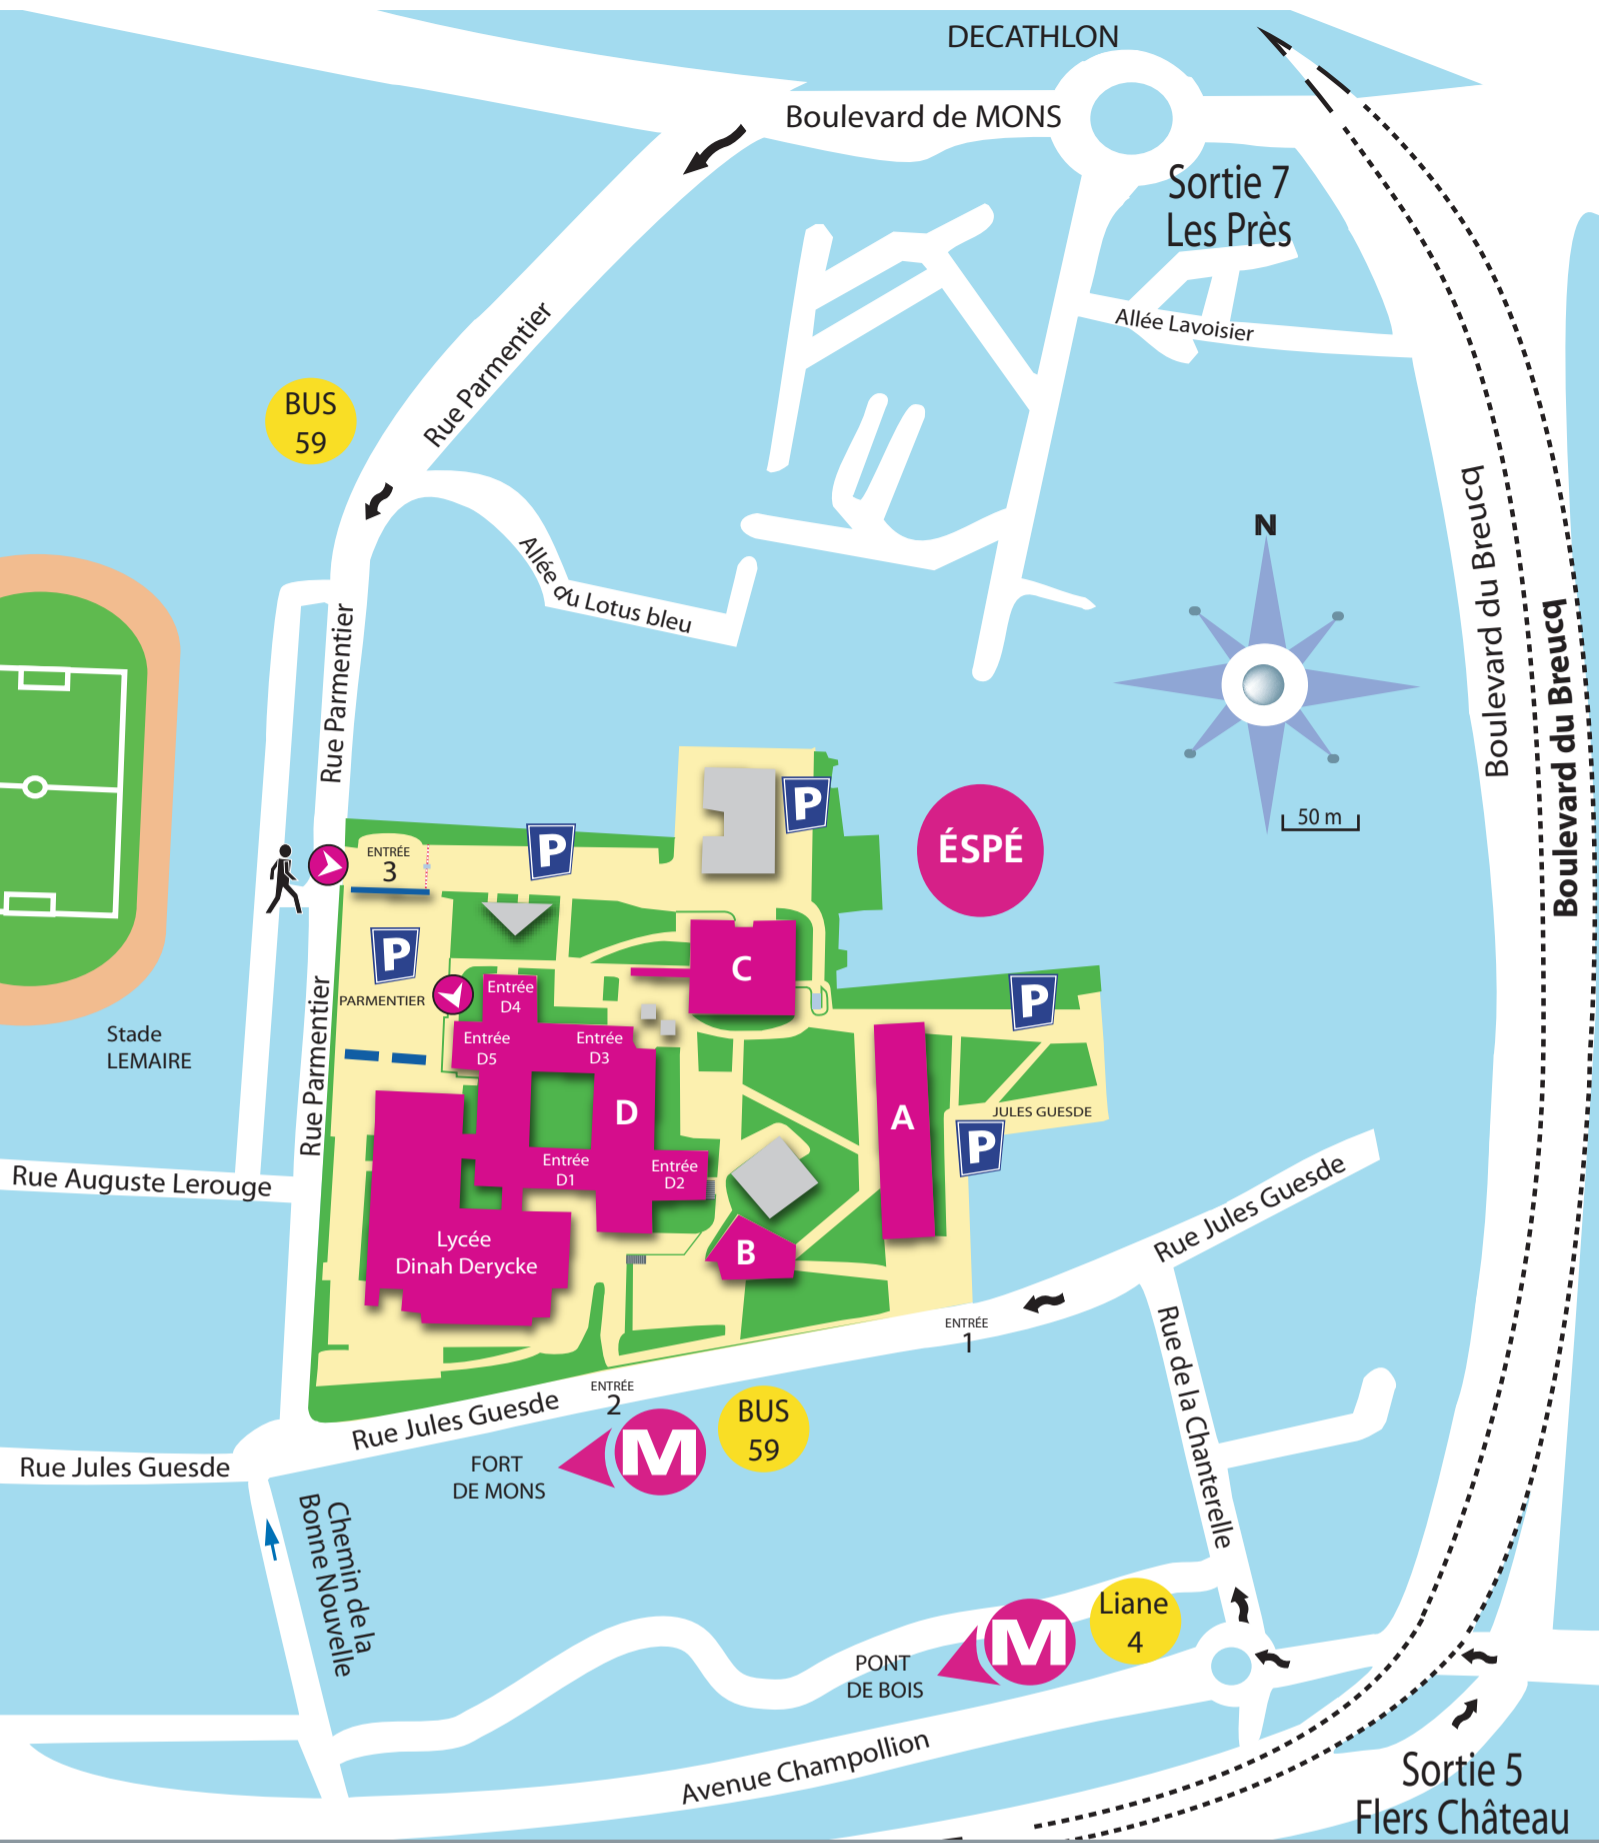 DECATHLON
Boulevard de MONS
Sortie 7
Les Près
Allée Lavoisier
Rue Parmentier
BUS
59
Allée du Lotus bleu
Boulevard du Breucq
Boulevard du Breucq
N
50 m
Rue Parmentier
P
P
ÉSPÉ
ENTRÉE
3
P
PARMENTIER
C
Entrée
D4
P
Stade
LEMAIRE
Entrée
D5
Entrée
D3
Rue Parmentier
D
A
JULES GUESDE
P
Entrée
D1
Entrée
D2
Rue Auguste Lerouge
Rue Jules Guesde
Lycée
Dinah Derycke
B
ENTRÉE
1
Rue de la Chanterelle
ENTRÉE
2
Rue Jules Guesde
BUS
59
M
FORT
DE MONS
Rue Jules Guesde
Chemin de la
Bonne Nouvelle
Liane
4
M
PONT
DE BOIS
Avenue Champollion
Sortie 5
Flers Château